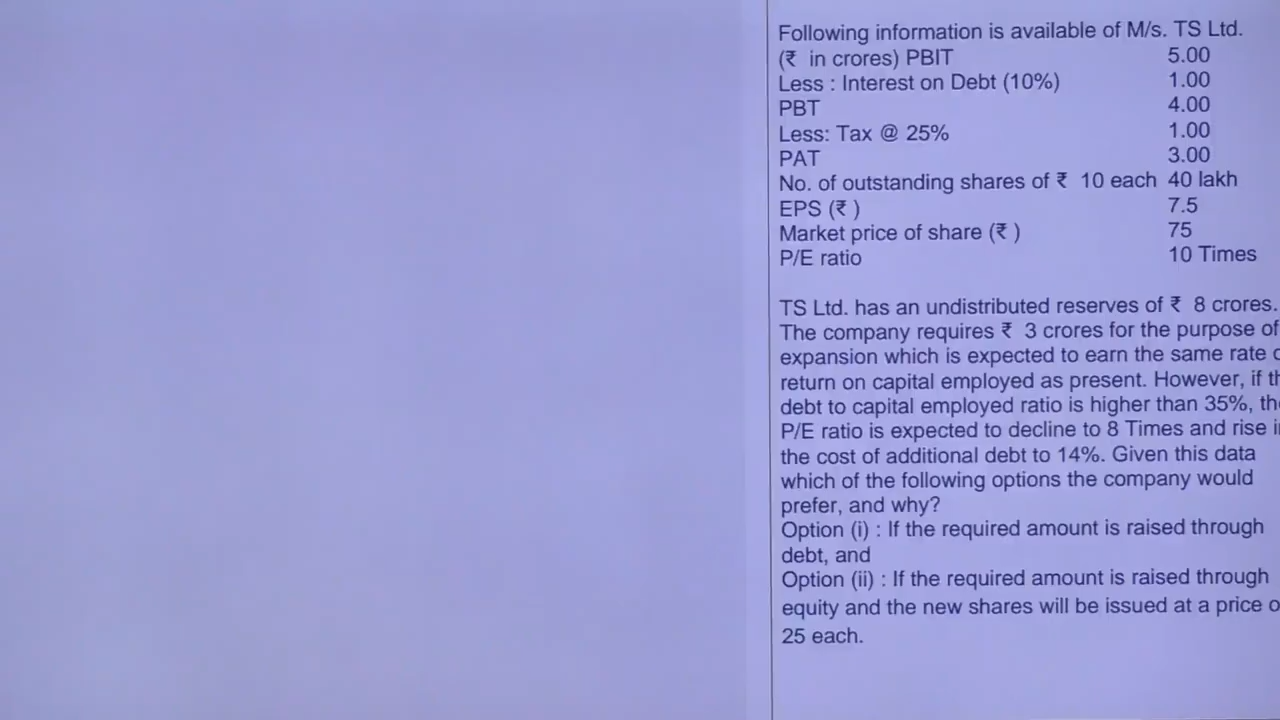 Following information is available of M/s. TS Ltd.
(₹ in crores) PBIT 5.00
Less : Interest on Debt (10%) 1.00
PBT 4.00
Less: Tax @ 25% 1.00
PAT 3.00
No. of outstanding shares of ₹ 10 each 40 lakh
EPS (₹ ) 7.5
Market price of share (₹ ) 75
P/E ratio 10 Times
TS Ltd. has an undistributed reserves of ₹ 8 crores.
The company requires ₹ 3 crores for the purpose of
expansion which is expected to earn the same rate
return on capital employed as present. However, if
debt to capital employed ratio is higher than 35%,
P/E ratio is expected to decline to 8 Times and rise
the cost of additional debt to 14%. Given this data
which of the following options the company would
prefer, and why?
Option (i) : If the required amount is raised through
debt, and
Option (ii) : If the required amount is raised through
equity and the new shares will be issued at a price
25 each.